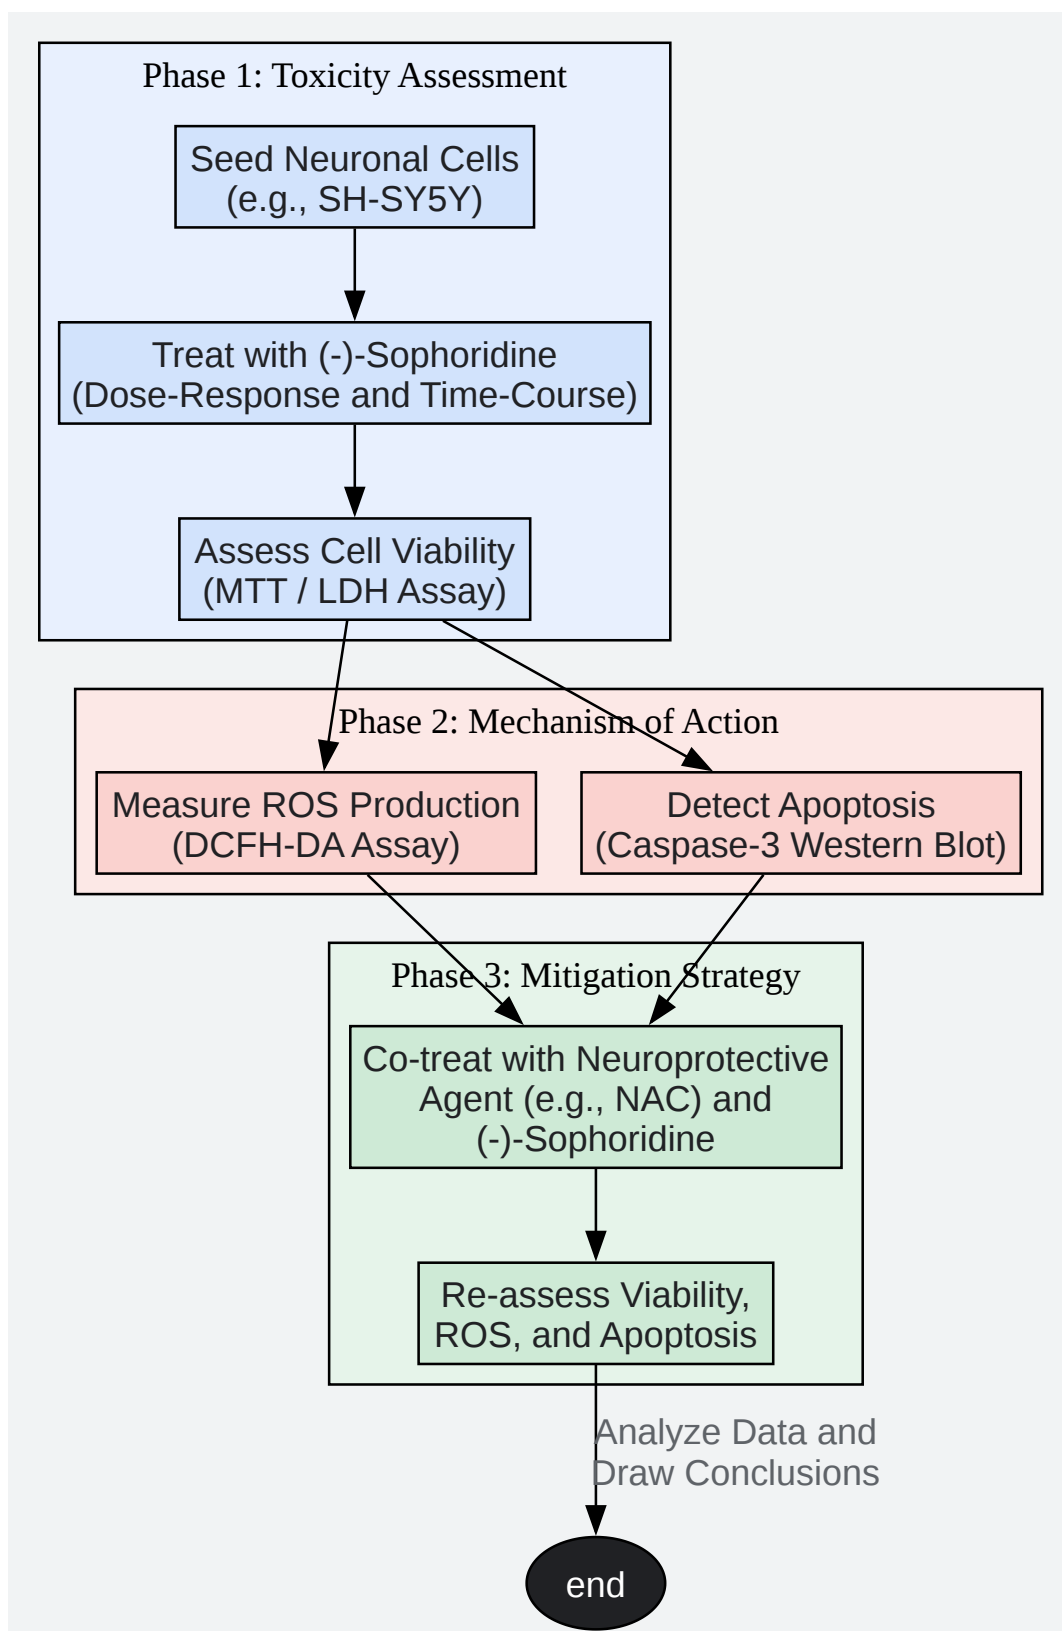 Phase 1: Toxicity Assessment
Seed Neuronal Cells
(e.g., SH-SY5Y)
Treat with (-)-Sophoridine
(Dose-Response and Time-Course)
Assess Cell Viability
(MTT / LDH Assay)
Phase 2: Mechanism of Action
Measure ROS Production
(DCFH-DA Assay)
Detect Apoptosis
(Caspase-3 Western Blot)
Phase 3: Mitigation Strategy
Co-treat with Neuroprotective
Agent (e.g., NAC) and
(-)-Sophoridine
Re-assess Viability,
ROS, and Apoptosis
Analyze Data and
Draw Conclusions
end